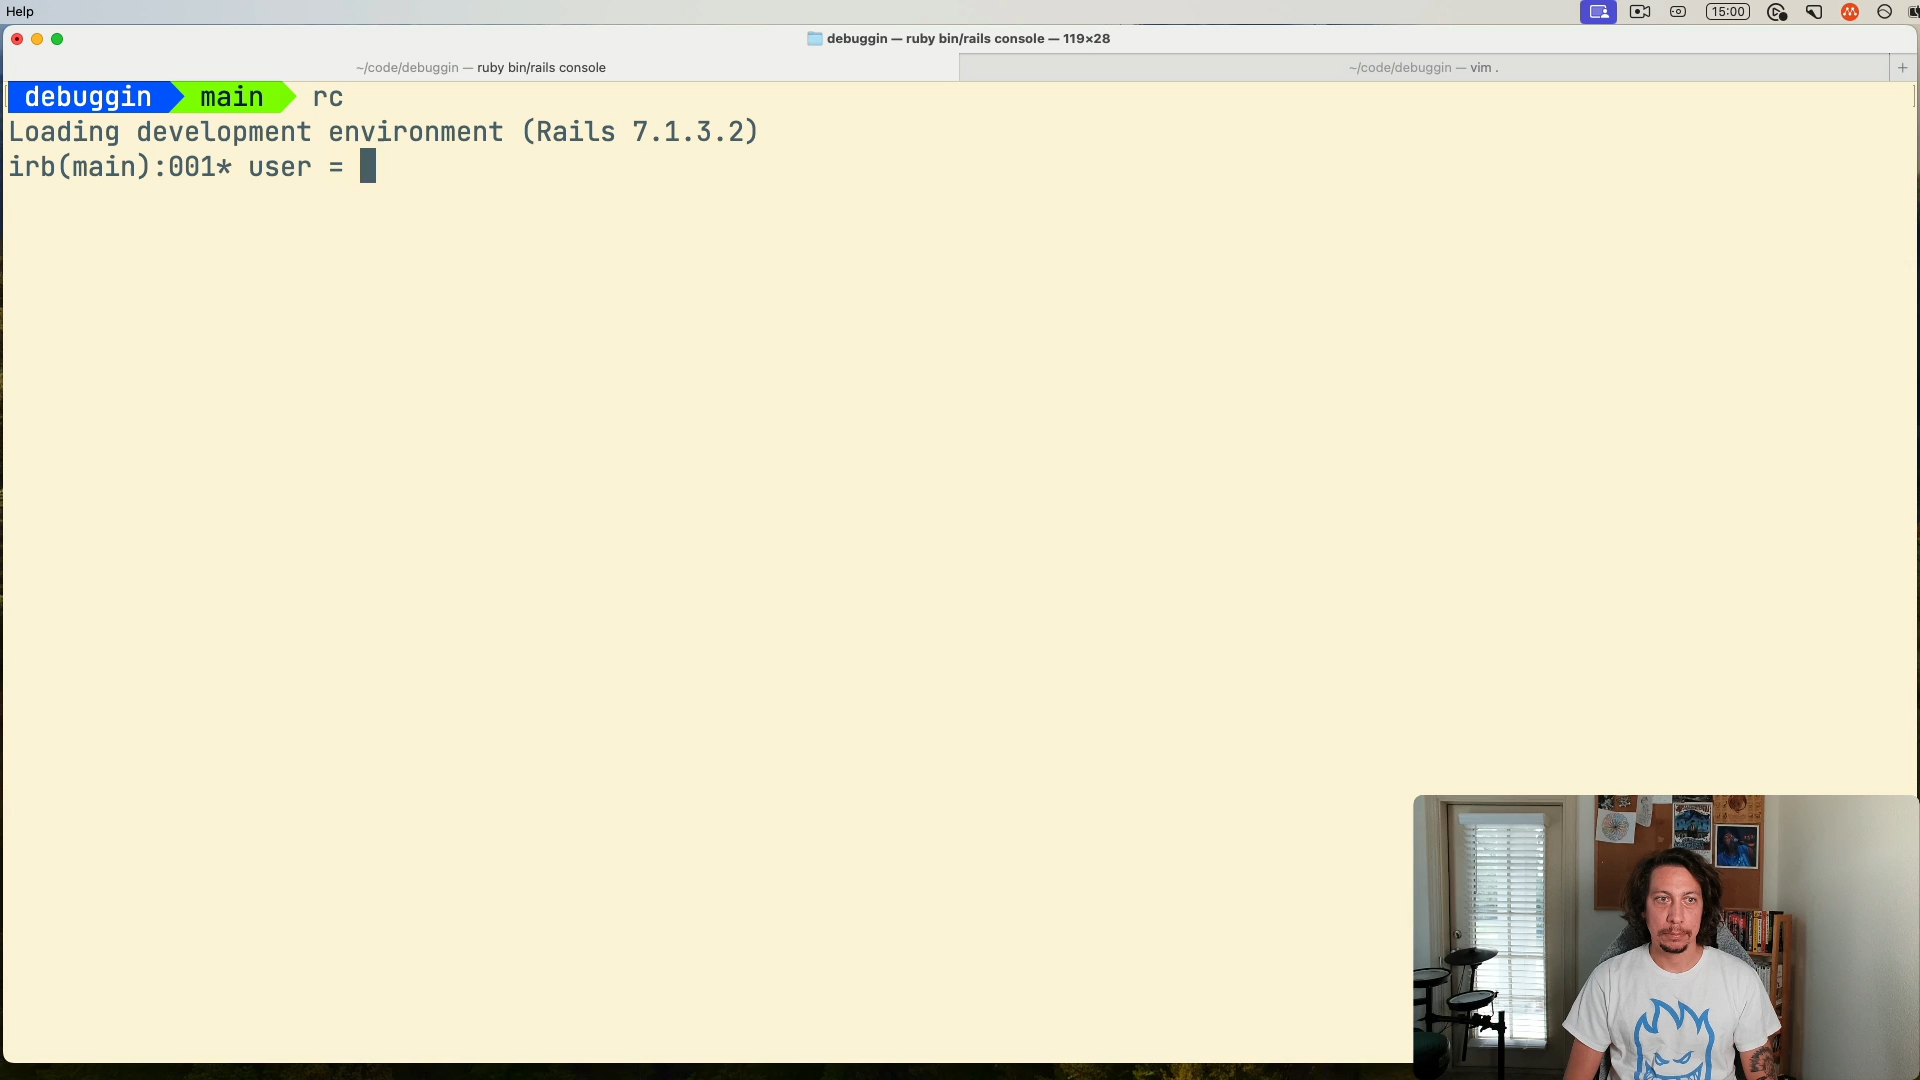 Help
15:00
debuggin — ruby bin/rails console — 119×28
~/code/debuggin — ruby bin/rails console
~/code/debuggin — vim .
+
debuggin main rc
Loading development environment (Rails 7.1.3.2)
irb(main):001* user =